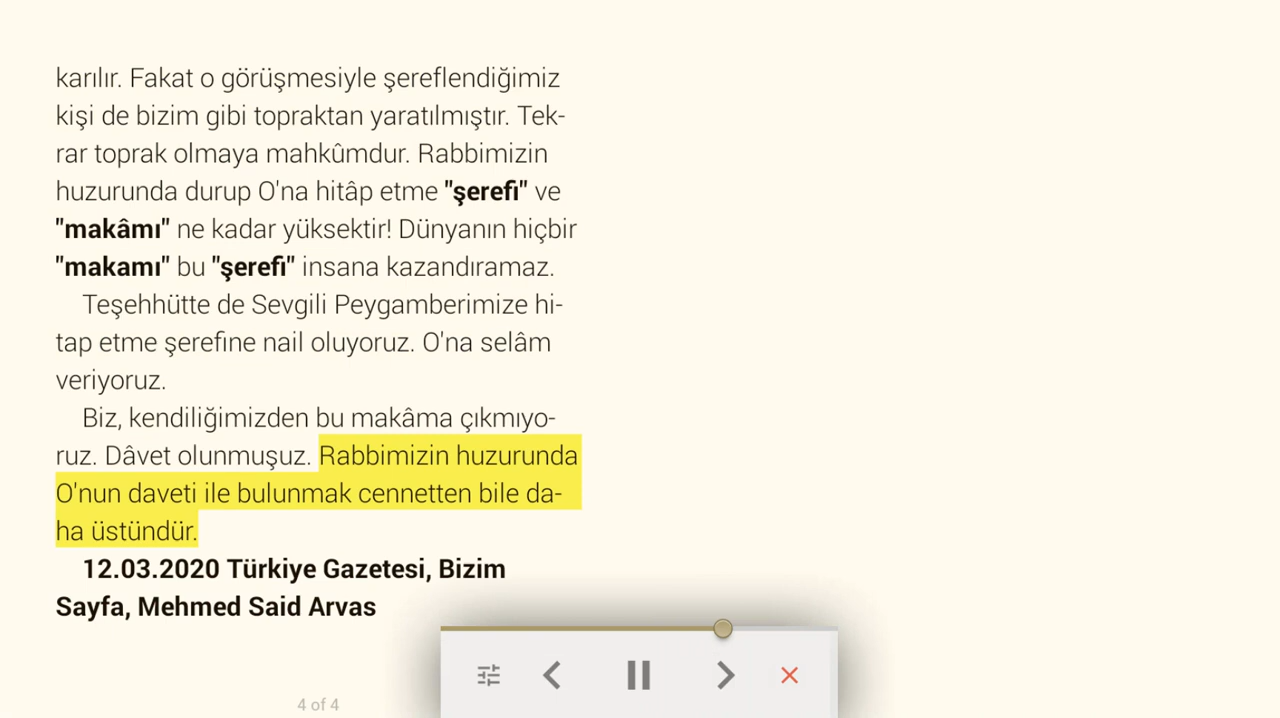 karılır. Fakat o görüşmesiyle şereflendiğimiz
kişi de bizim gibi topraktan yaratılmıştır. Tek-
rar toprak olmaya mahkûmdur. Rabbimizin
huzurunda durup O'na hitâp etme "şerefi" ve
"makâmı" ne kadar yüksektir! Dünyanın hiçbir
"makamı" bu "şerefi" insana kazandıramaz.
Teşehhütte de Sevgili Peygamberimize hi-
tap etme şerefine nail oluyoruz. O'na selâm
veriyoruz.
Biz, kendiliğimizden bu makâma çıkmıyo-
ruz. Dâvet olunmuşuz. Rabbimizin huzurunda
O'nun daveti ile bulunmak cennetten bile da-
ha üstündür.
12.03.2020 Türkiye Gazetesi, Bizim
Sayfa, Mehmed Said Arvas
4 of 4